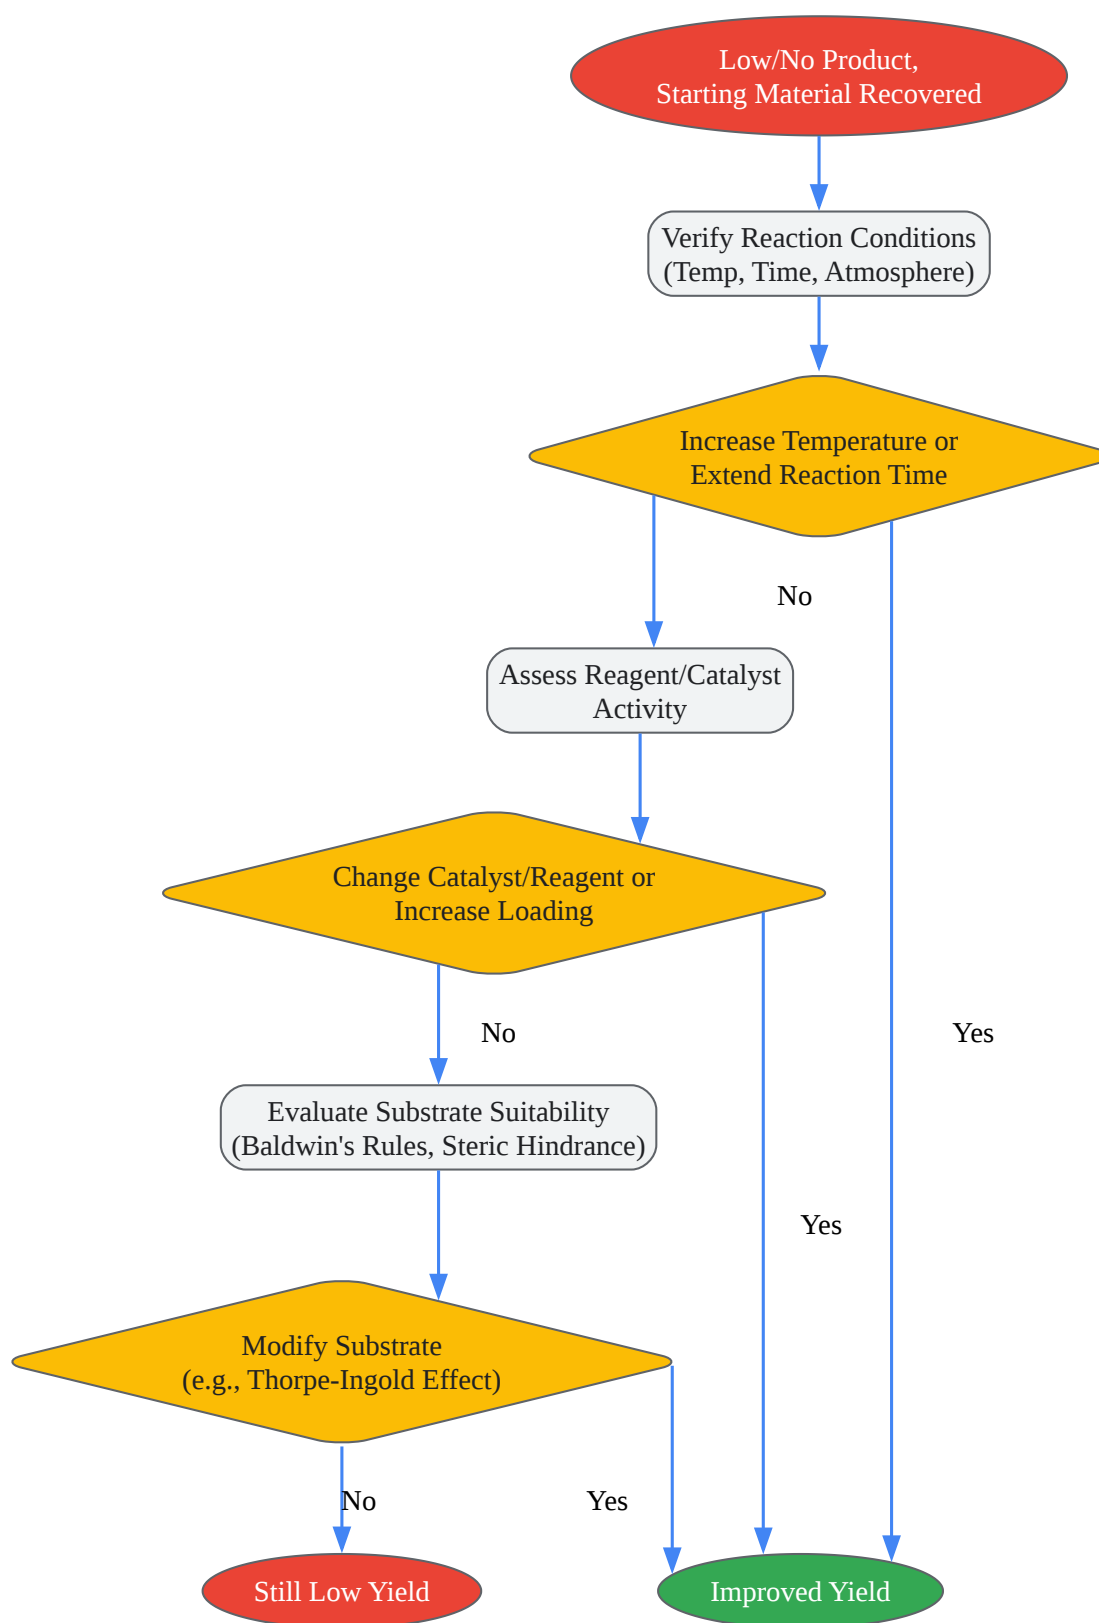 Low/No Product,
Starting Material Recovered
Verify Reaction Conditions
(Temp, Time, Atmosphere)
Increase Temperature or
Extend Reaction Time
No
Assess Reagent/Catalyst
Activity
Change Catalyst/Reagent or
Increase Loading
No
Yes
Evaluate Substrate Suitability
(Baldwin's Rules, Steric Hindrance)
Yes
Modify Substrate
(e.g., Thorpe-Ingold Effect)
No
Yes
Still Low Yield
Improved Yield